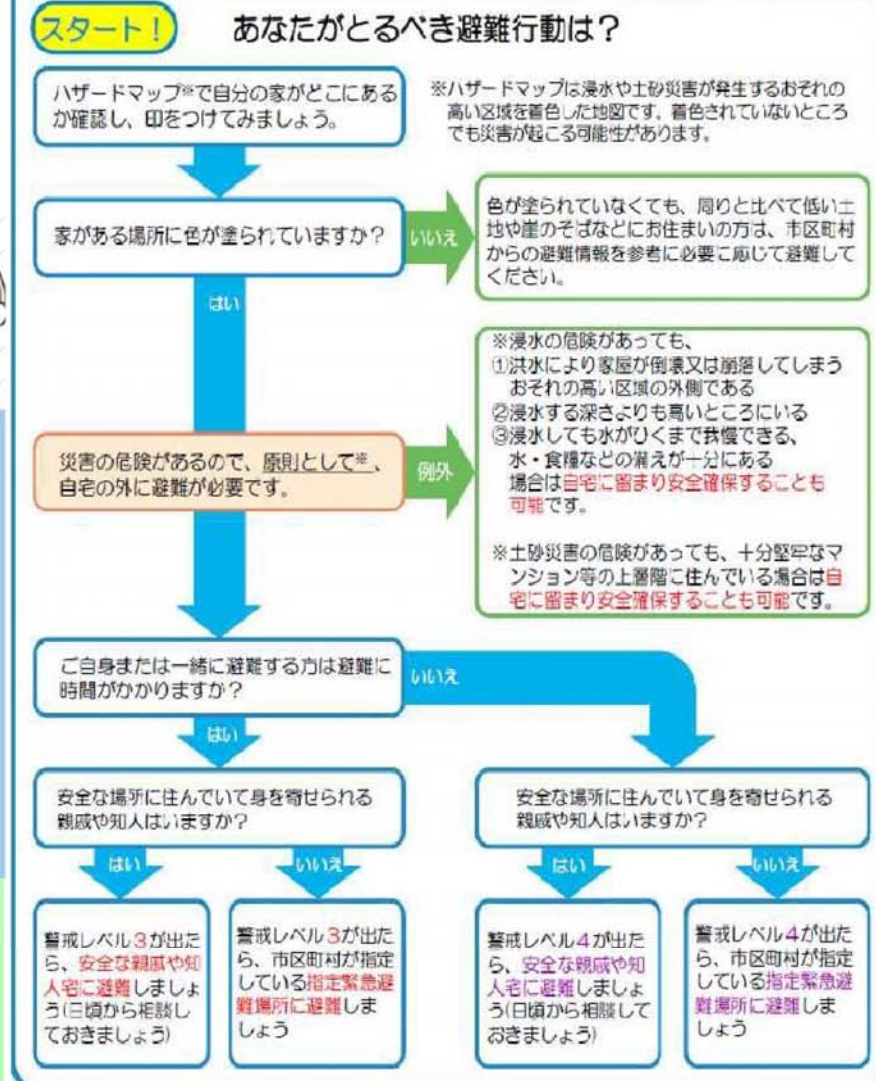 スタート！
あなたがとるべき避難行動は？
ハザードマップ※で自分の家がどこにある
か確認し、印をつけてみましょう。
※ハザードマップは浸水や土砂災害が発生するおそれの
高い区域を着色した地図です。着色されていないところ
でも災害が起こる可能性があります。
家がある場所に色が塗られていますか？
いいえ
色が塗られていなくても、周りと比べて低い土
地や崖のそばなどにお住まいの方は、市区町村
からの避難情報を参考に必要に応じて避難して
ください。
はい
災害の危険があるので、原則として※、
自宅の外に避難が必要です。
例外
※浸水の危険があっても、
①洪水により家屋が倒壊又は崩落してしまう
おそれの高い区域の外側である
②浸水する深さよりも高いところにいる
③浸水しても水がひくまで我慢できる、
水・食糧などの備えが十分にある
場合は自宅に留まり安全確保することも
可能です。
※土砂災害の危険があっても、十分堅牢なマ
ンション等の上層階に住んでいる場合は自
宅に留まり安全確保することも可能です。
ご自身または一緒に避難する方は避難に
時間がかかりますか？
いいえ
はい
安全な場所に住んでいて身を寄せられる
親戚や知人はいますか？
はい
いいえ
警戒レベル3が出た
ら、安全な親戚や知
人宅に避難しましょ
う(日頃から相談し
ておきましょう)
警戒レベル3が出た
ら、市区町村が指定
している指定緊急避
難場所に避難しま
しょう
安全な場所に住んでいて身を寄せられる
親戚や知人はいますか？
はい
いいえ
警戒レベル4が出た
ら、安全な親戚や知
人宅に避難しましょ
う(日頃から相談して
おきましょう)
警戒レベル4が出た
ら、市区町村が指定
している指定緊急避
難場所に避難しま
しょう